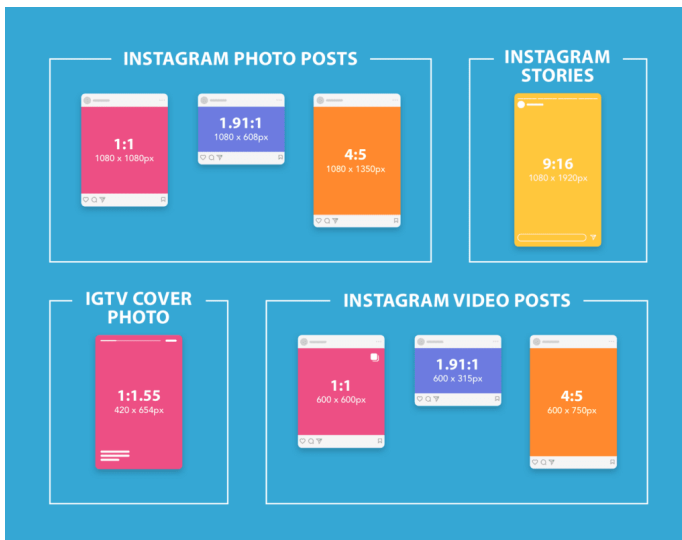 INSTAGRAM PHOTO POSTS
1:1
1080 x 1080px
1.91:1
1080 x 608px
4:5
1080 x 1350px
INSTAGRAM
STORIES
9:16
1080 x 1920px
IGTV COVER
PHOTO
1:1.55
420 x 654px
INSTAGRAM VIDEO POSTS
1:1
600 x 600px
1.91:1
600 x 315px
4:5
600 x 750px